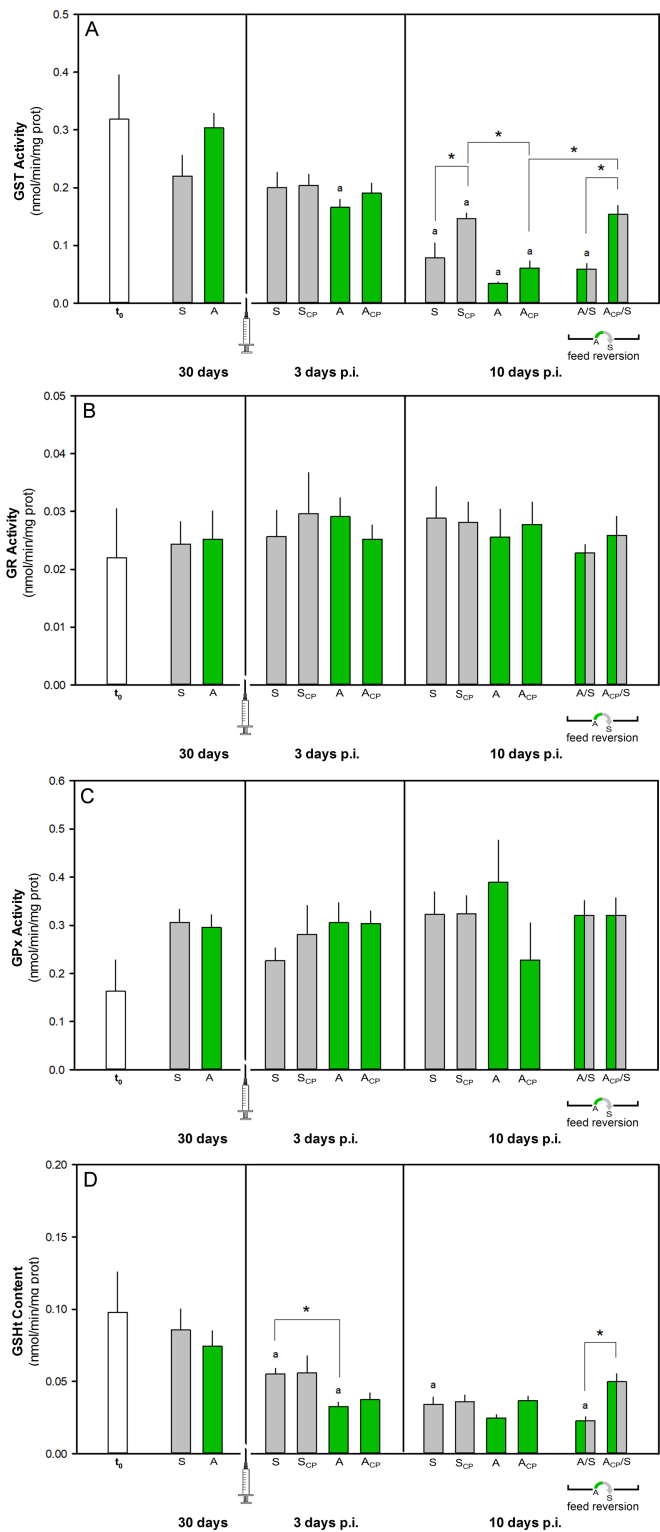 A
GST Activity
(nmol/min/mg prot)
0.5
0.4
0.3
0.2
0.1
0.0
a
a
a
a
a
a
*
*
*
*
t0
S
A
S
SCP
A
ACP
S
SCP
A
ACP
A/S
ACP/S
A
S
feed reversion
30 days
3 days p.i.
10 days p.i.
B
GR Activity
(nmol/min/mg prot)
0.05
0.04
0.03
0.02
0.01
0.00
t0
S
A
S
SCP
A
ACP
S
SCP
A
ACP
A/S
ACP/S
A
S
feed reversion
30 days
3 days p.i.
10 days p.i.
C
GPx Activity
(nmol/min/mg prot)
0.6
0.5
0.4
0.3
0.2
0.1
0.0
t0
S
A
S
SCP
A
ACP
S
SCP
A
ACP
A/S
ACP/S
A
S
feed reversion
30 days
3 days p.i.
10 days p.i.
D
GSHt Content
(nmol/min/mg prot)
0.20
0.15
0.10
0.05
0.00
*
a
a
a
*
a
t0
S
A
S
SCP
A
ACP
S
SCP
A
ACP
A/S
ACP/S
A
S
feed reversion
30 days
3 days p.i.
10 days p.i.